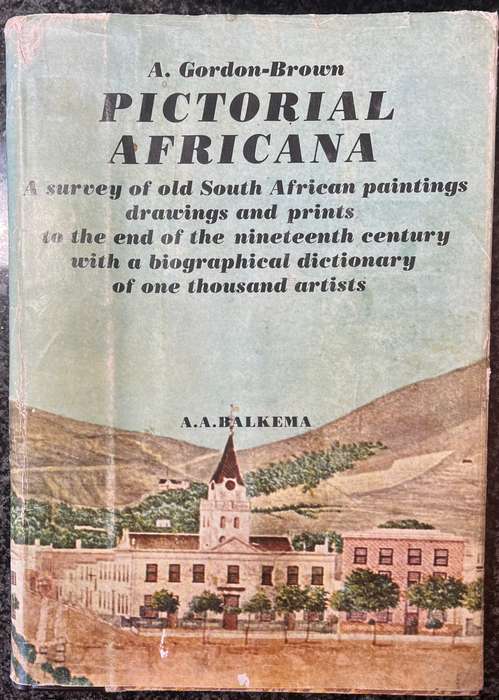 A. Gordon-Brown
PICTORIAL
AFRICANA
A survey of old South African paintings
drawings and prints
to the end of the nineteenth century
with a biographical dictionary
of one thousand artists
A.A.BALKEMA